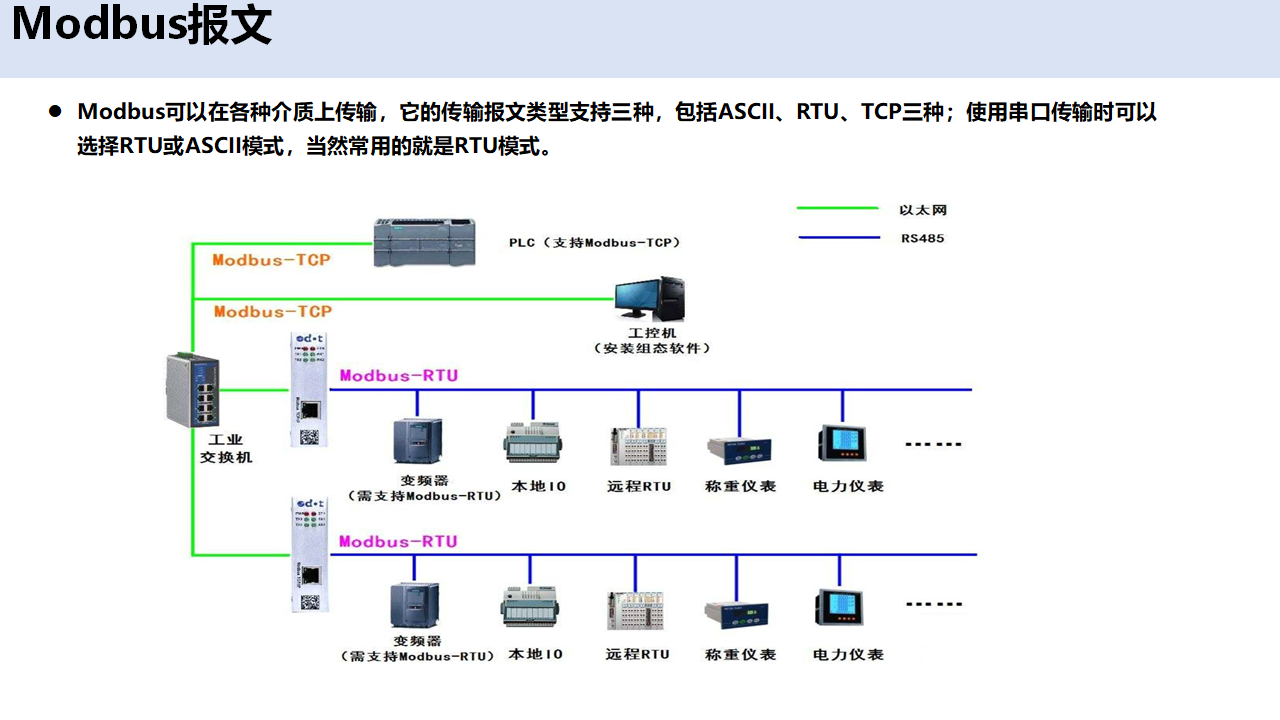 Modbus报文
● Modbus可以在各种介质上传输，它的传输报文类型支持三种，包括ASCII、RTU、TCP三种；使用串口传输时可以
选择RTU或ASCII模式，当然常用的就是RTU模式。
以太网
RS485
PLC（支持Modbus-TCP）
Modbus-TCP
Modbus-TCP
工控机
（安装组态软件）
Modbus-RTU
工业
交换机
变频器
（需支持Modbus-RTU）
本地IO
远程RTU
称重仪表
电力仪表
······
Modbus-RTU
变频器
（需支持Modbus-RTU）
本地IO
远程RTU
称重仪表
电力仪表
······